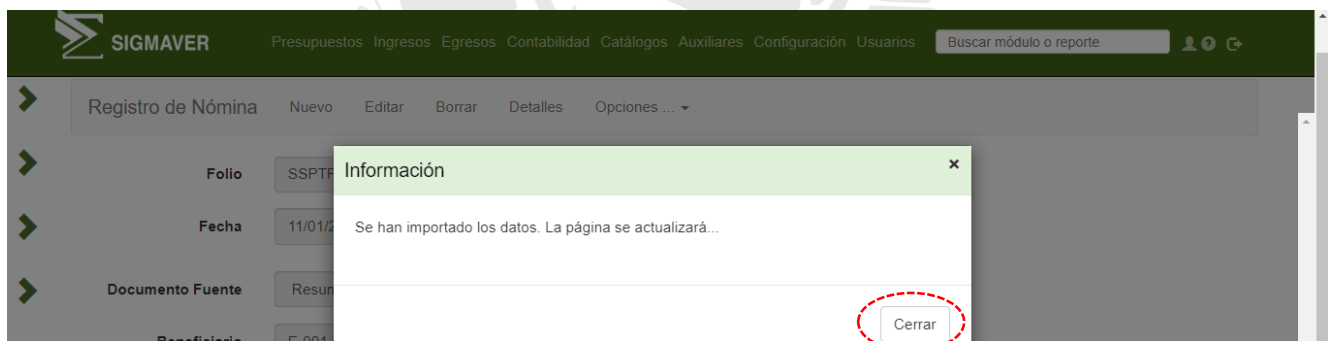 SIGMAVER Presupuestos Ingresos Egresos Contabilidad Catálogos Auxiliares Configuración Usuarios Buscar módulo o reporte
Registro de Nómina Nuevo Editar Borrar Detalles Opciones ...
Información ×
Folio
Fecha 11/01/2
Se han importado los datos. La página se actualizará...
Documento Fuente
Cerrar